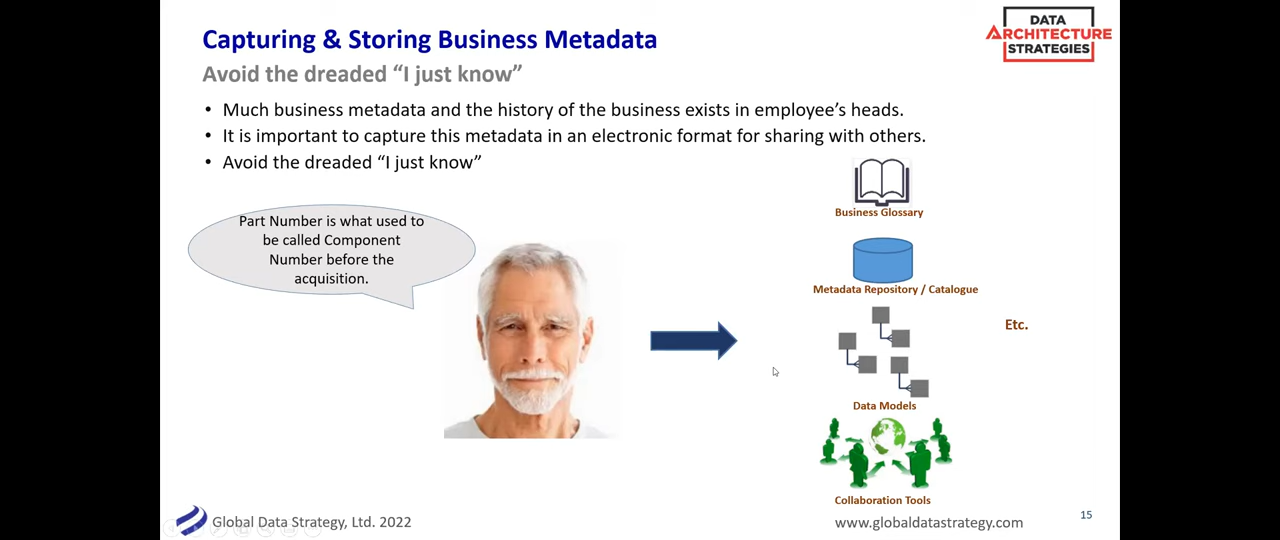 Capturing & Storing Business Metadata
DATA
ARCHITECTURE
STRATEGIES
Avoid the dreaded “I just know”
• Much business metadata and the history of the business exists in employee’s heads.
• It is important to capture this metadata in an electronic format for sharing with others.
• Avoid the dreaded “I just know”
Part Number is what used to
be called Component
Number before the
acquisition.
Business Glossary
Metadata Repository / Catalogue
Etc.
Data Models
Collaboration Tools
Global Data Strategy, Ltd. 2022
www.globaldatastrategy.com
15